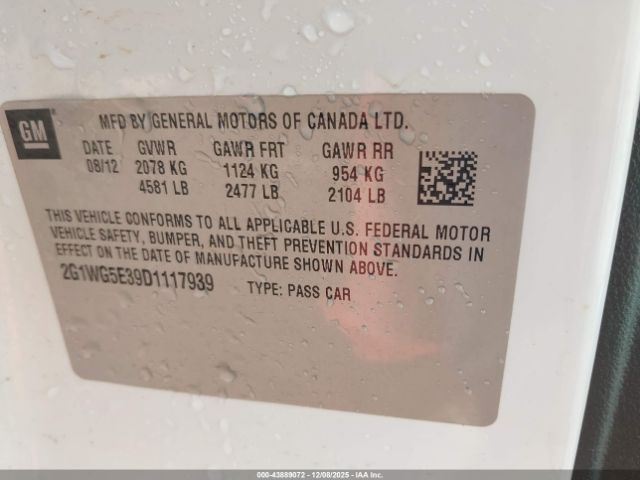 GM
MFD BY GENERAL MOTORS OF CANADA LTD.
DATE GVWR GAWR FRT GAWR RR
08/12 2078 KG 1124 KG 954 KG
4581 LB 2477 LB 2104 LB
THIS VEHICLE CONFORMS TO ALL APPLICABLE U.S. FEDERAL MOTOR
VEHICLE SAFETY, BUMPER, AND THEFT PREVENTION STANDARDS IN
EFFECT ON THE DATE OF MANUFACTURE SHOWN ABOVE.
2G1WG5E39D1117939 TYPE: PASS CAR
000-43889072 | 12/08/2025 - IAAI.COM